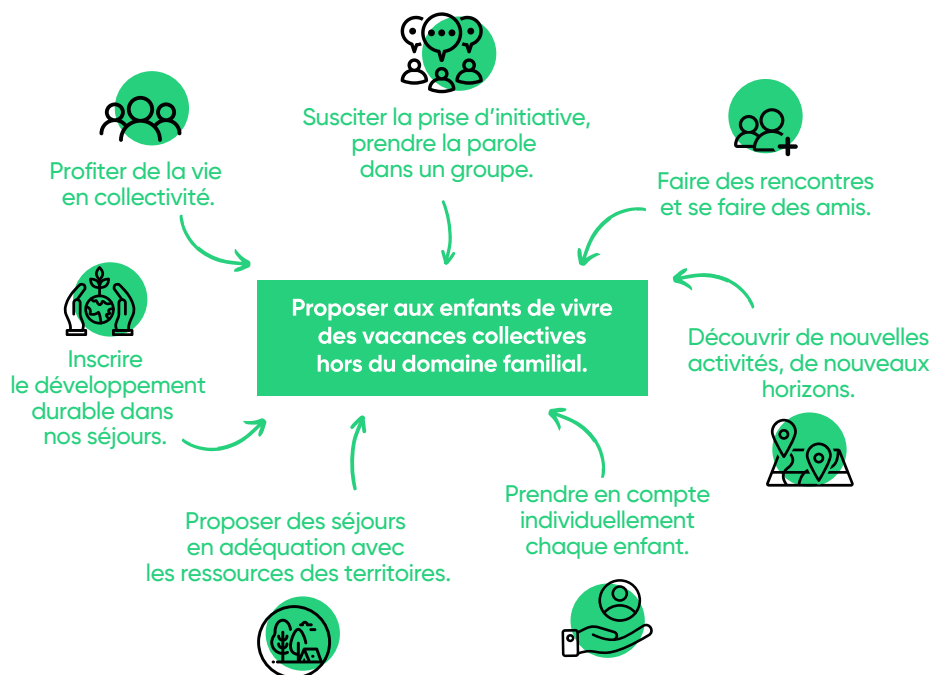 Susciter la prise d'initiative,
prendre la parole
dans un groupe.
Profiter de la vie
en collectivité.
Faire des rencontres
et se faire des amis.
Proposer aux enfants de vivre
des vacances collectives
hors du domaine familial.
Inscrire
le développement
durable dans
nos séjours.
Découvrir de nouvelles
activités, de nouveaux
horizons.
Proposer des séjours
en adéquation avec
les ressources des territoires.
Prendre en compte
individuellement
chaque enfant.